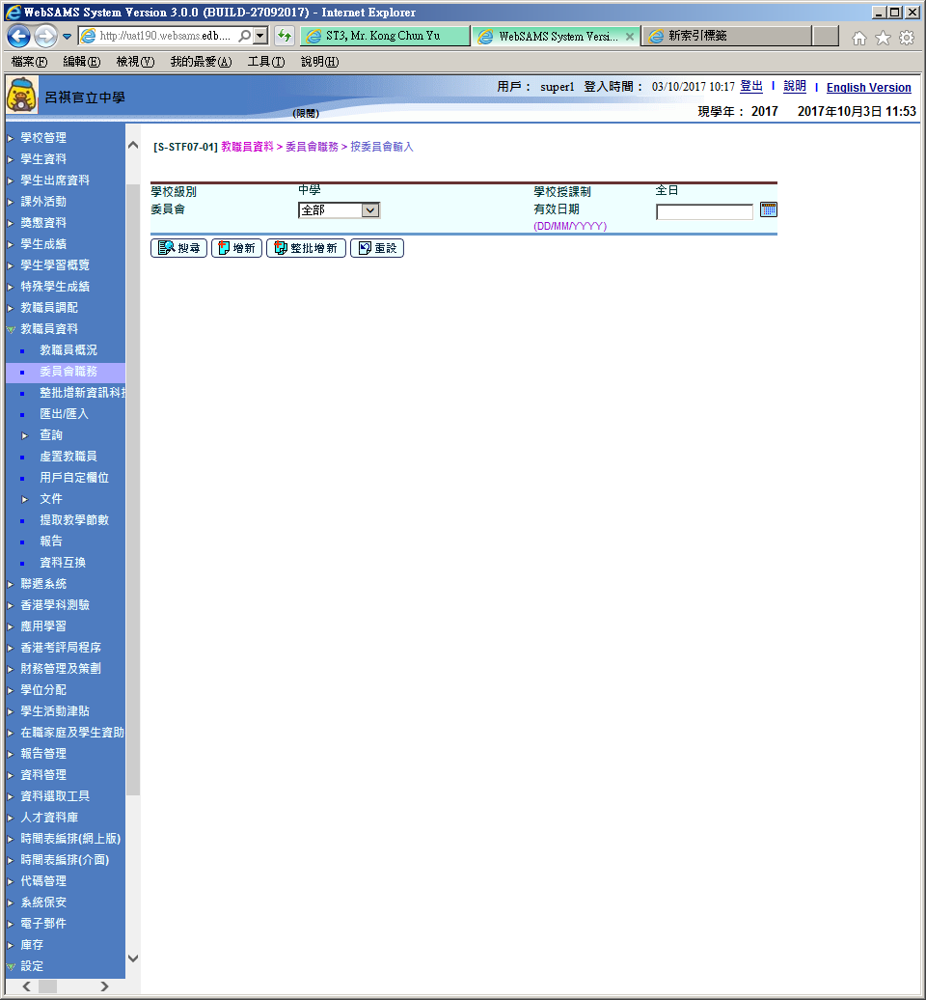 WebSAMS System Version 3.0.0 (BUILD-27092017) - Internet Explorer
http://uat190.websams.edb....
ST3, Mr. Kong Chun Yu
WebSAMS System Versi...
新索引標籤
檔案(F) 編輯(E) 檢視(V) 我的最愛(A) 工具(T) 說明(H)
呂祺官立中學
(限閱)
用戶： super1 登入時間： 03/10/2017 10:17 登出 I 說明 I English Version
現學年： 2017 2017年10月3日 11:53
學校管理
學生資料
學生出席資料
課外活動
獎懲資料
學生成績
學生學習概覽
特殊學生成績
教職員調配
教職員資料
教職員概況
委員會職務
整批增新資訊科技
匯出/匯入
查詢
虛置教職員
用戶自定欄位
文件
提取教學節數
報告
資料互換
聯遞系統
香港學科測驗
應用學習
香港考評局程序
財務管理及策劃
學位分配
學生活動津貼
在職家庭及學生資助
報告管理
資料管理
資料選取工具
人才資料庫
時間表編排(網上版)
時間表編排(介面)
代碼管理
系統保安
電子郵件
庫存
設定
[S-STF07-01] 教職員資料 > 委員會職務 > 按委員會輸入
學校級別 中學 學校授課制 全日
委員會 全部 有效日期
(DD/MM/YYYY)
搜尋 增新 整批增新 重設